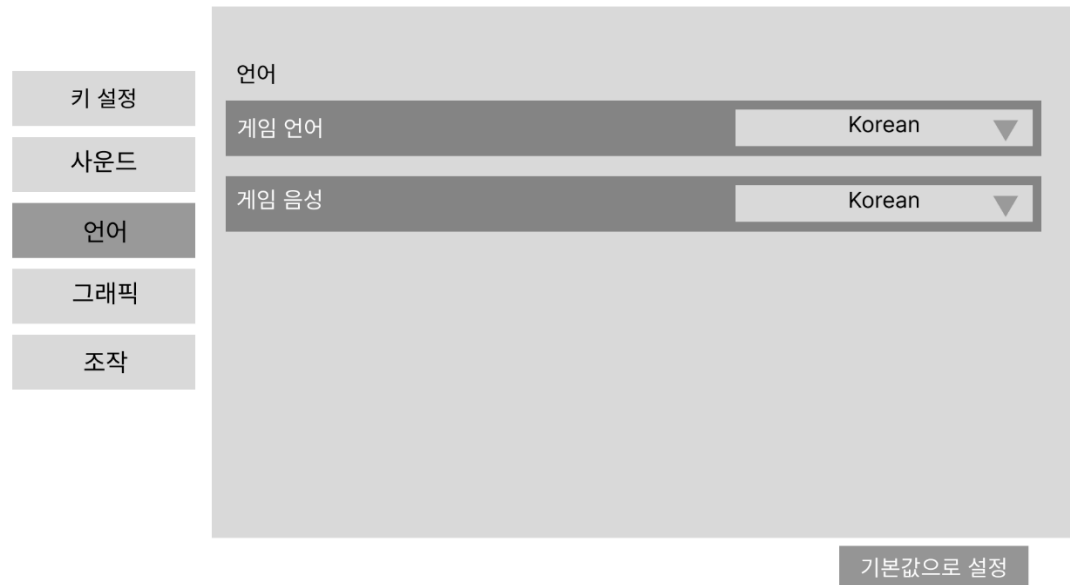 키 설정
사운드
언어
그래픽
조작
언어
게임 언어 Korean
게임 음성 Korean
기본값으로 설정